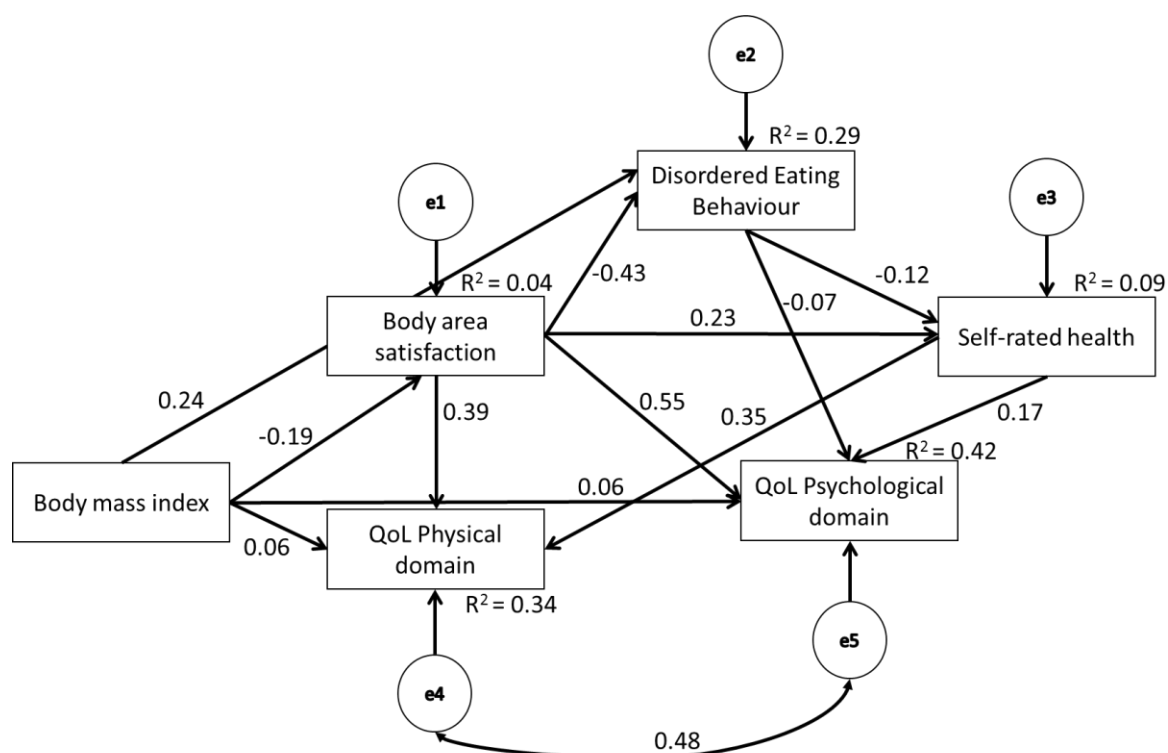 e2
R² = 0.29
Disordered Eating
Behaviour
e1
e3
R² = 0.04
-0.43
-0.12
R² = 0.09
Body area
satisfaction
-0.07
0.23
Self-rated health
0.24
-0.19
0.39
0.55
0.35
0.17
R² = 0.42
Body mass index
0.06
QoL Psychological
domain
0.06
QoL Physical
domain
R² = 0.34
e5
e4
0.48